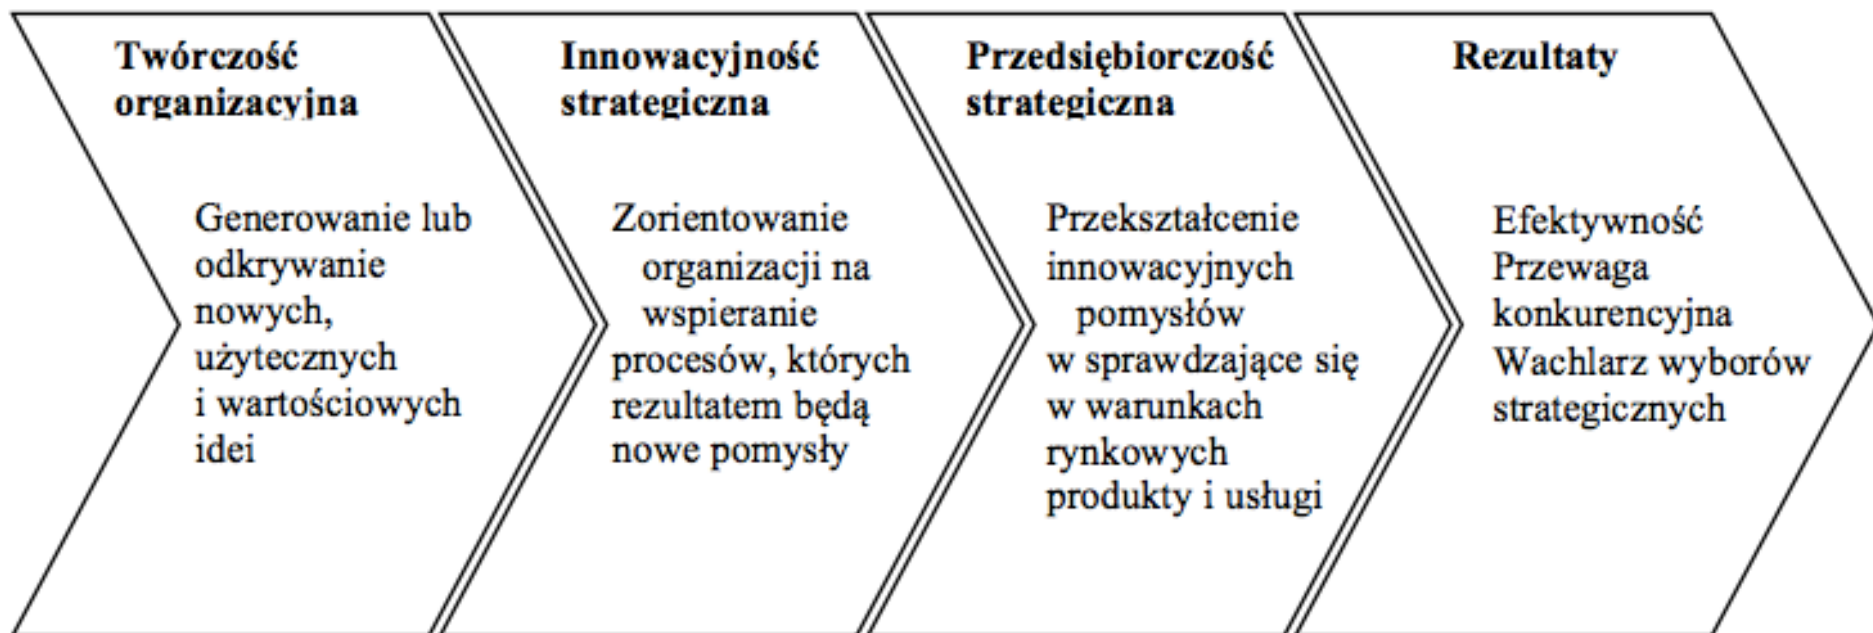 Twórczość
organizacyjna
Generowanie lub
odkrywanie
nowych,
użytecznych
i wartościowych
idei
Innowacyjność
strategiczna
Zorientowanie
organizacji na
wspieranie
procesów, których
rezultatem będą
nowe pomysły
Przedsiębiorczość
strategiczna
Przekształcenie
innowacyjnych
pomysłów
w sprawdzające się
w warunkach
rynkowych
produkty i usługi
Rezultaty
Efektywność
Przewaga
konkurencyjna
Wachlarz wyborów
strategicznych